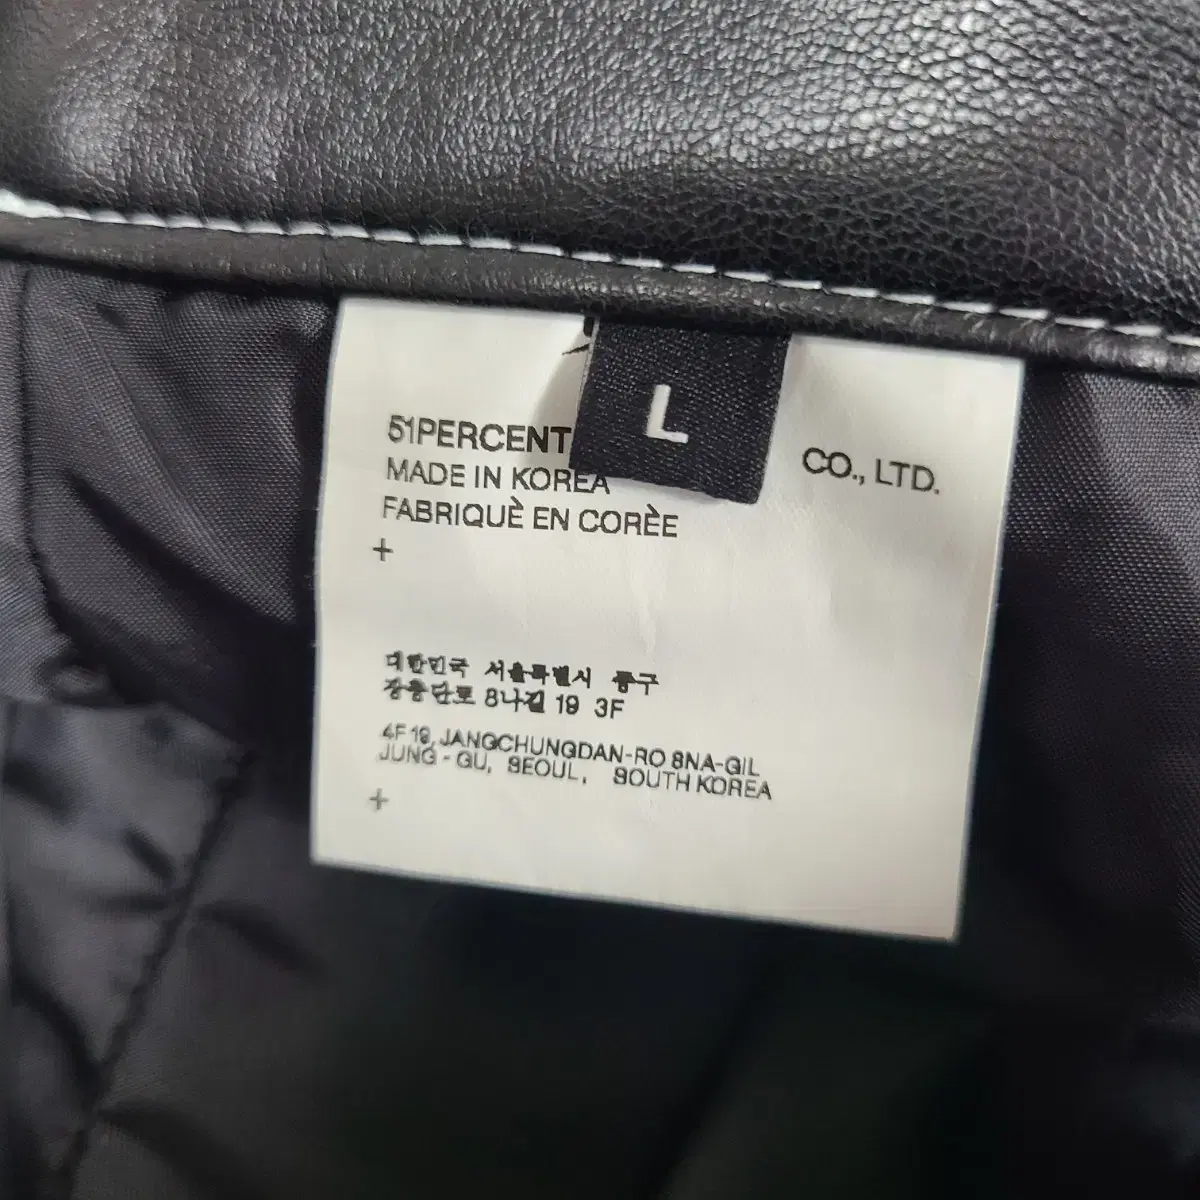 L
51PERCENT CO., LTD.
MADE IN KOREA
FABRIQUÈ EN CORÈE
+
대한민국 서울특별시 중구
장충단로 8나길 19 3F
4F 19, JANGCHUNGDAN-RO 8NA-GIL
JUNG-GU, SEOUL, SOUTH KOREA
+